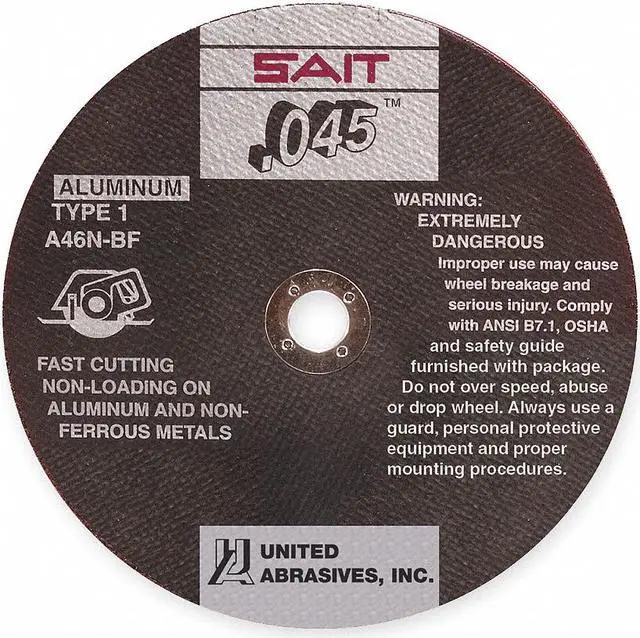 SAIT
.045™
ALUMINUM
TYPE 1
A46N-BF
FAST CUTTING
NON-LOADING ON
ALUMINUM AND NON-
FERROUS METALS
WARNING:
EXTREMELY
DANGEROUS
Improper use may cause
wheel breakage and
serious injury. Comply
with ANSI B7.1, OSHA
and safety guide
furnished with package.
Do not over speed, abuse
or drop wheel. Always use a
guard, personal protective
equipment and proper
mounting procedures.
UNITED
ABRASIVES, INC.